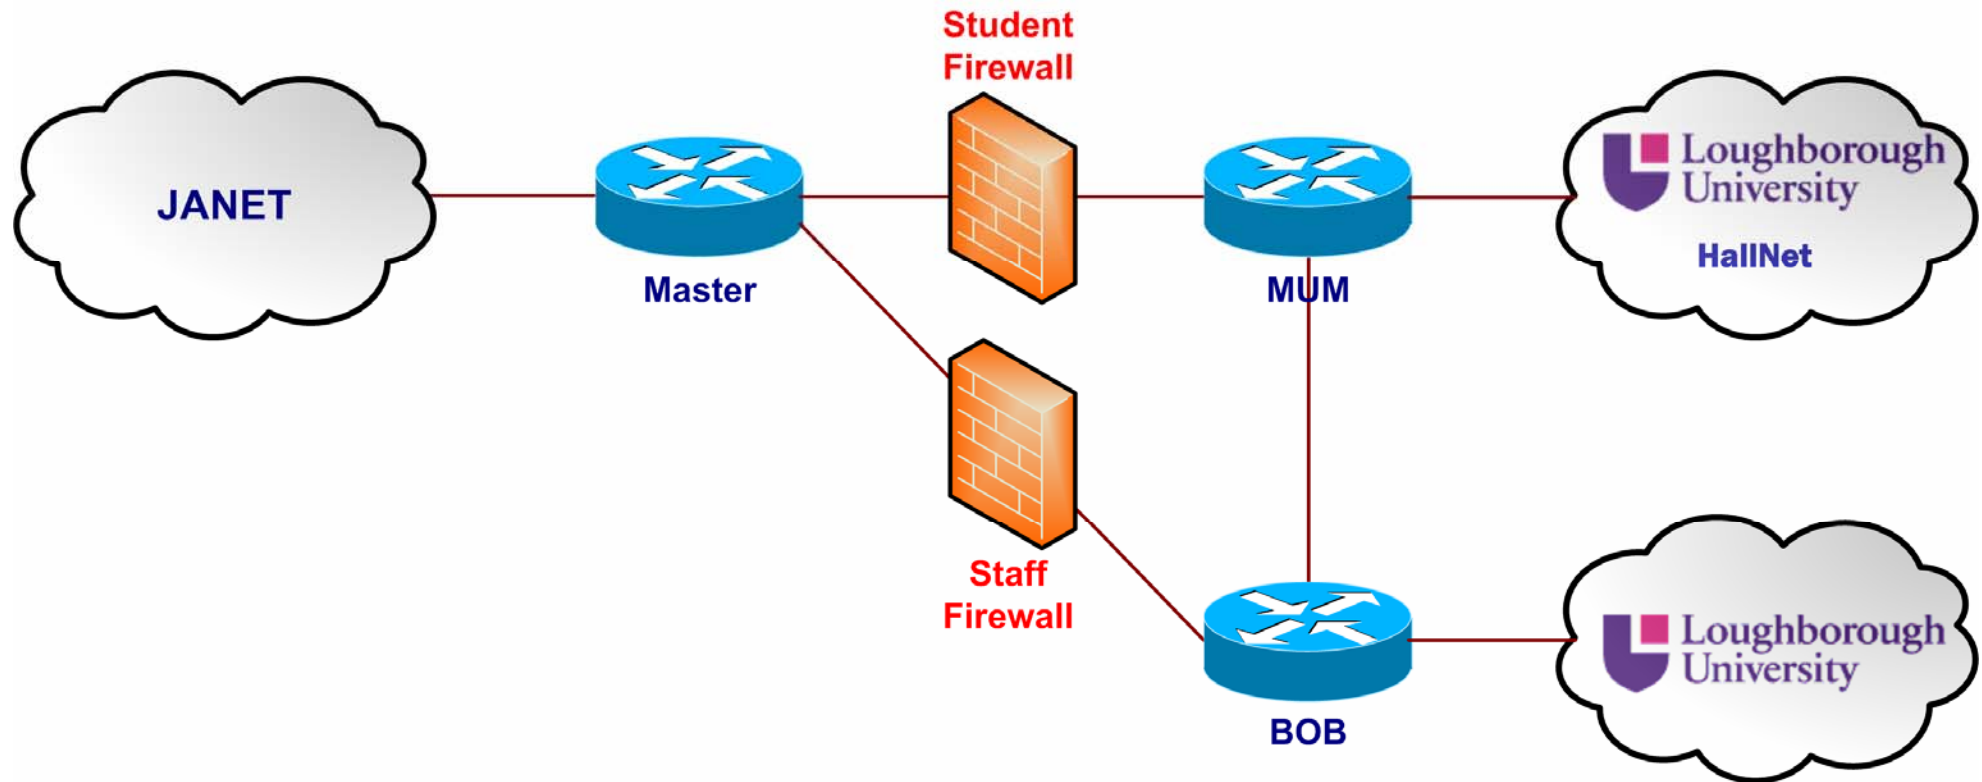 Student
Firewall
JANET
Master
MUM
Loughborough
University
HallNet
Staff
Firewall
BOB
Loughborough
University